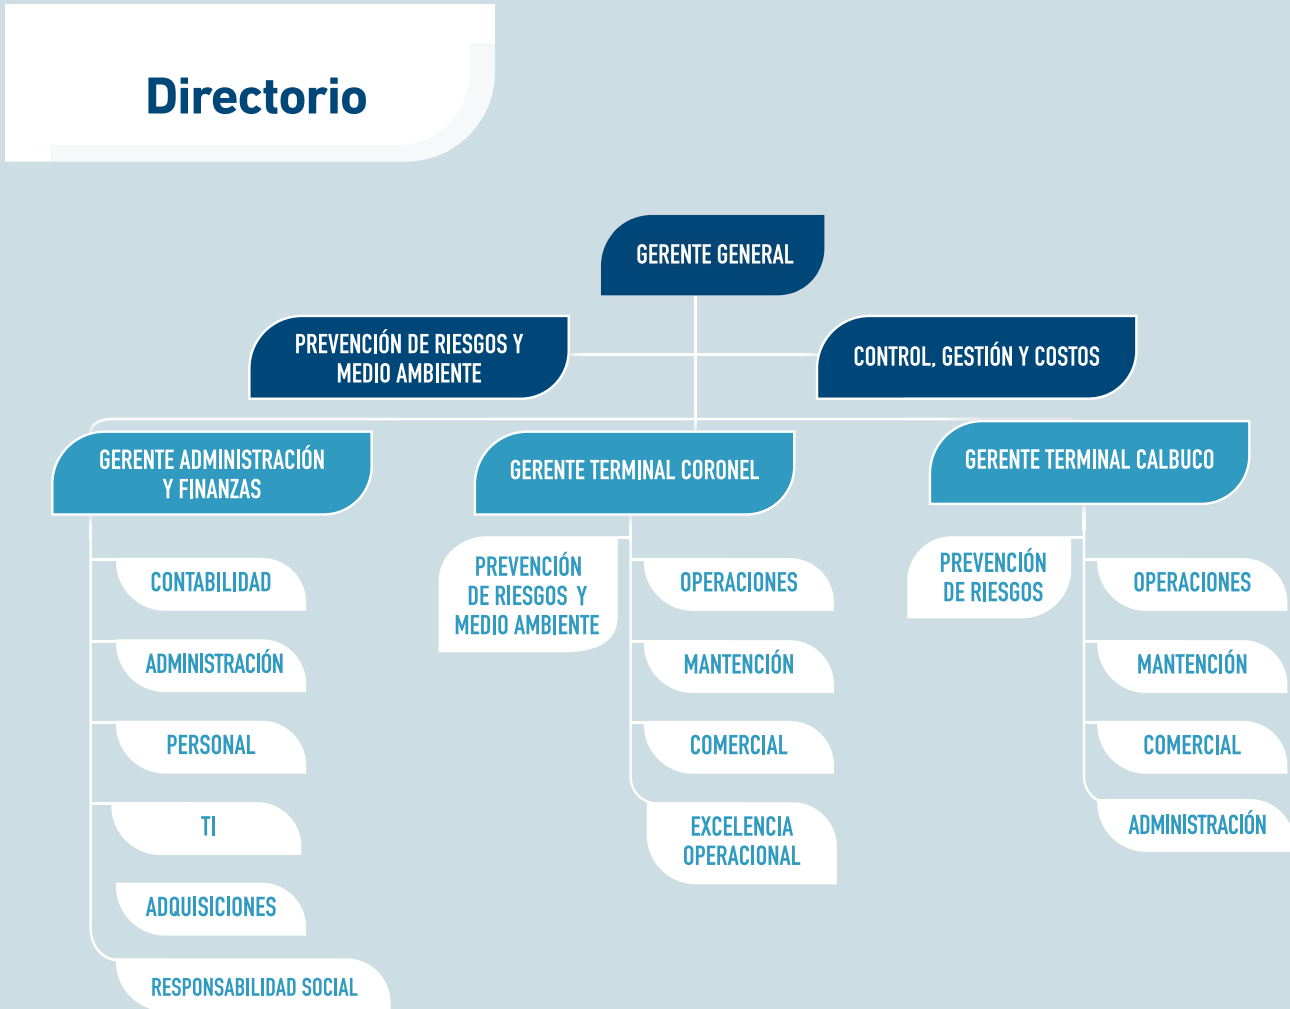 Directorio
GERENTE GENERAL
PREVENCIÓN DE RIESGOS Y
MEDIO AMBIENTE
CONTROL, GESTIÓN Y COSTOS
GERENTE ADMINISTRACIÓN
Y FINANZAS
CONTABILIDAD
ADMINISTRACIÓN
PERSONAL
TI
ADQUISICIONES
RESPONSABILIDAD SOCIAL
GERENTE TERMINAL CORONEL
PREVENCIÓN
DE RIESGOS Y
MEDIO AMBIENTE
OPERACIONES
MANTENCIÓN
COMERCIAL
EXCELENCIA
OPERACIONAL
GERENTE TERMINAL CALBUCO
PREVENCIÓN
DE RIESGOS
OPERACIONES
MANTENCIÓN
COMERCIAL
ADMINISTRACIÓN